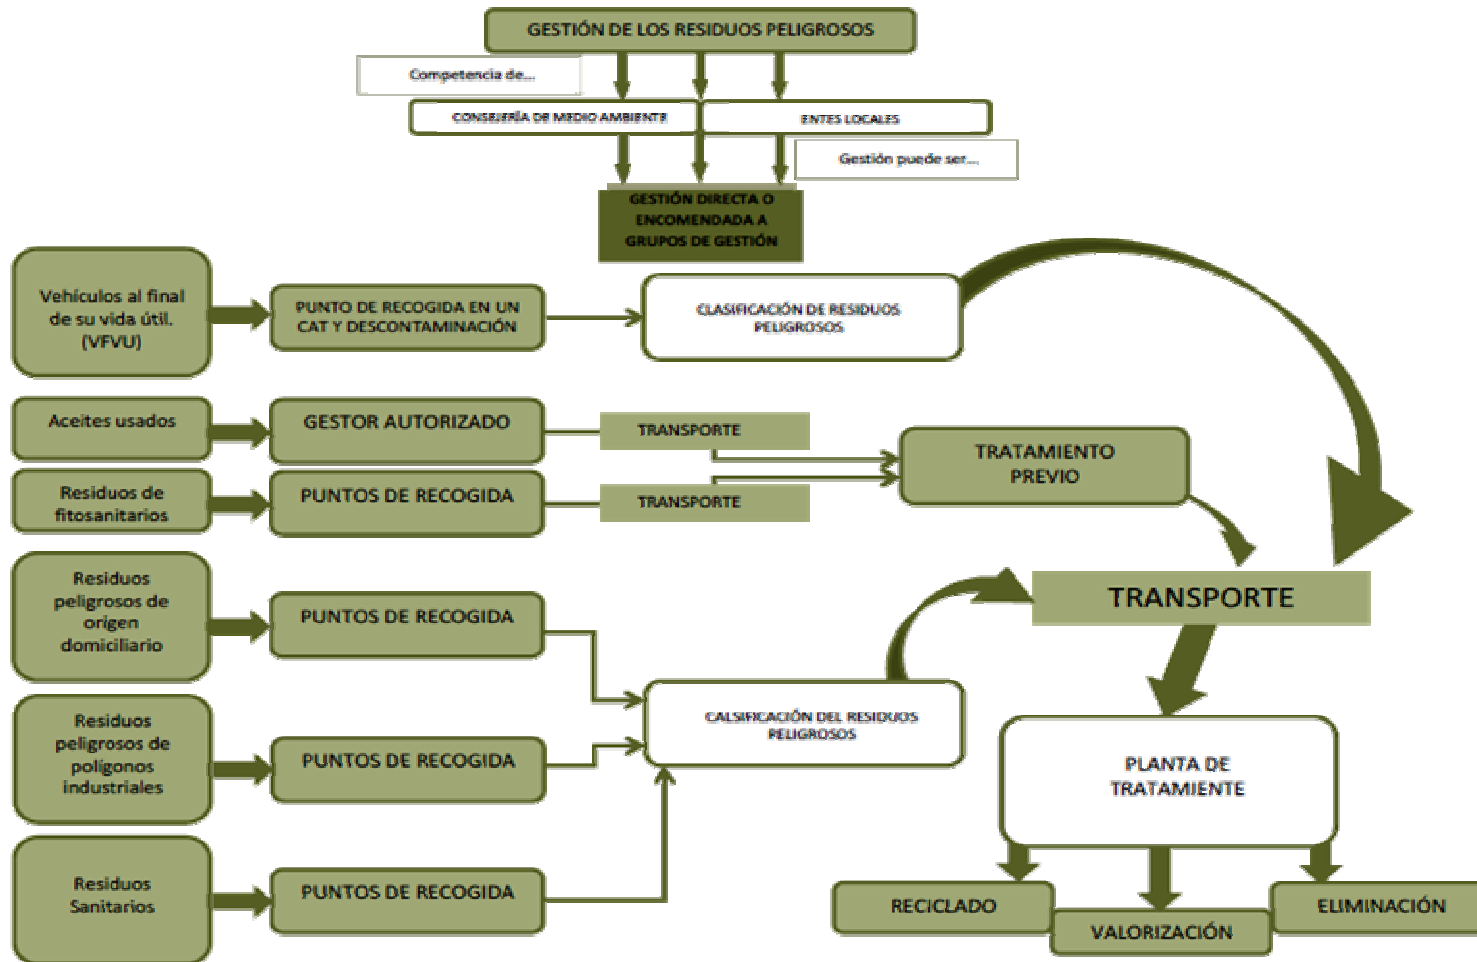 GESTIÓN DE LOS RESIDUOS PELIGROSOS
Competencia de...
CONSEJERÍA DE MEDIO AMBIENTE
ENTES LOCALES
Gestión puede ser...
GESTIÓN DIRECTA O
ENCOMENDADA A
GRUPOS DE GESTIÓN
Vehículos al final
de su vida útil.
(VFVU)
PUNTO DE RECOGIDA EN UN
CAT Y DESCONTAMINACIÓN
CLASIFICACIÓN DE RESIDUOS
PELIGROSOS
Aceites usados
GESTOR AUTORIZADO
TRANSPORTE
TRATAMIENTO
PREVIO
Residuos de
fitosanitarios
PUNTOS DE RECOGIDA
TRANSPORTE
Residuos
peligrosos de
origen
domiciliario
PUNTOS DE RECOGIDA
TRANSPORTE
Residuos
peligrosos de
polígonos
industriales
PUNTOS DE RECOGIDA
CALSIFICACIÓN DEL RESIDUOS
PELIGROSOS
PLANTA DE
TRATAMIENTE
Residuos
Sanitarios
PUNTOS DE RECOGIDA
RECICLADO
VALORIZACIÓN
ELIMINACIÓN